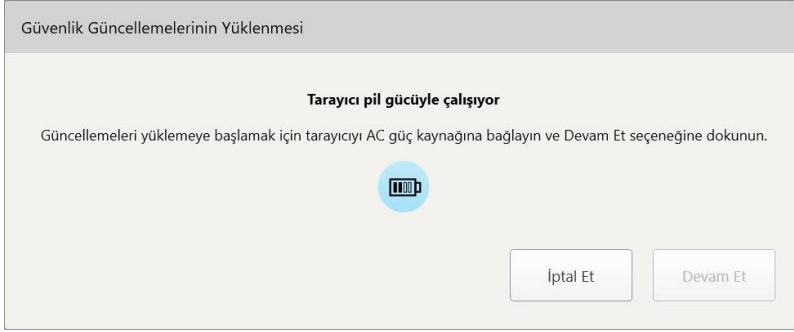 Güvenlik Güncellemelerinin Yüklenmesi
Tarayıcı pil gücüyle çalışıyor
Güncellemeleri yüklemeye başlamak için tarayıcıyı AC güç kaynağına bağlayın ve Devam Et seçeneğine dokunun.
İptal Et
Devam Et